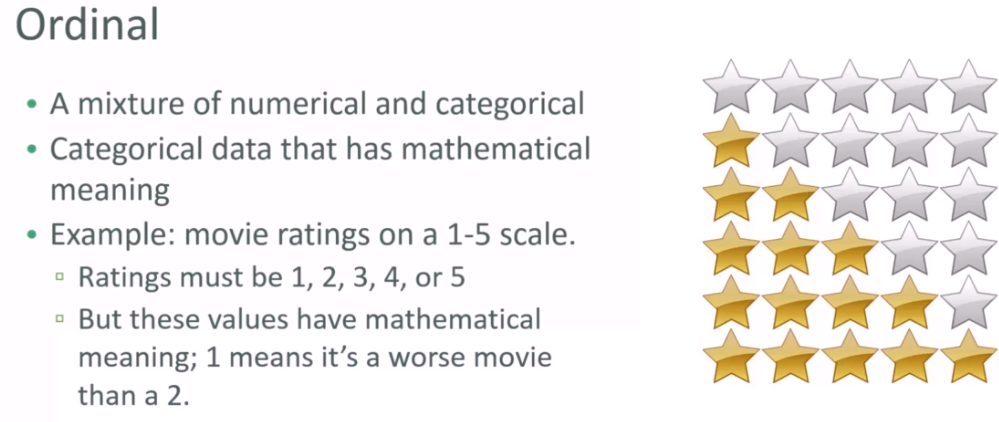 Ordinal
• A mixture of numerical and categorical
• Categorical data that has mathematical
meaning
• Example: movie ratings on a 1-5 scale.
▫ Ratings must be 1, 2, 3, 4, or 5
▫ But these values have mathematical
meaning; 1 means it’s a worse movie
than a 2.